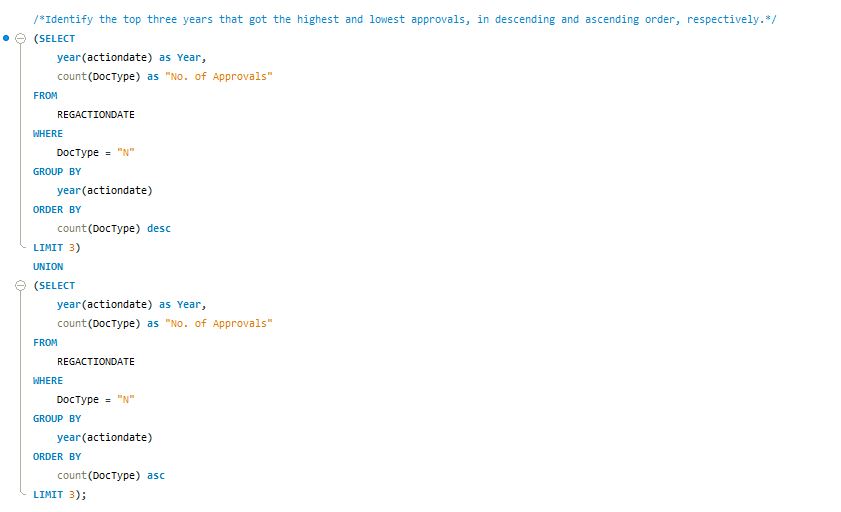 /*Identify the top three years that got the highest and lowest approvals, in descending and ascending order, respectively.*/
(SELECT
year(actiondate) as Year,
count(DocType) as "No. of Approvals"
FROM
REGACTIONDATE
WHERE
DocType = "N"
GROUP BY
year(actiondate)
ORDER BY
count(DocType) desc
LIMIT 3)
UNION
(SELECT
year(actiondate) as Year,
count(DocType) as "No. of Approvals"
FROM
REGACTIONDATE
WHERE
DocType = "N"
GROUP BY
year(actiondate)
ORDER BY
count(DocType) asc
LIMIT 3);